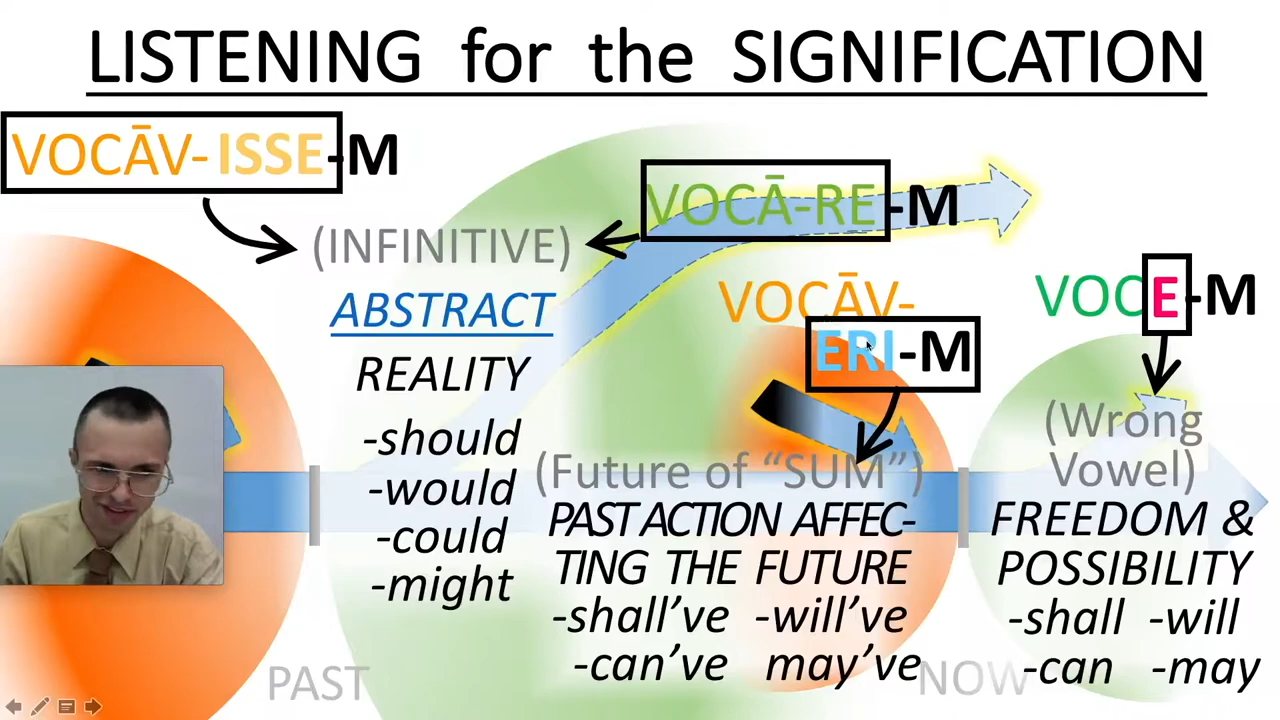 LISTENING for the SIGNIFICATION
VOCĀV-ISSE-M
VOCĀ-RE-M
(INFINITIVE)
ABSTRACT
REALITY
-should
-would
-could
-might
VOCĀV-
ERI-M
(Future of “SUM”)
PAST ACTION AFFEC-
TING THE FUTURE
-shall’ve -will’ve
-can’ve may’ve
VOCE-M
(Wrong
Vowel)
FREEDOM &
POSSIBILITY
-shall -will
-can -may
PAST
NOW